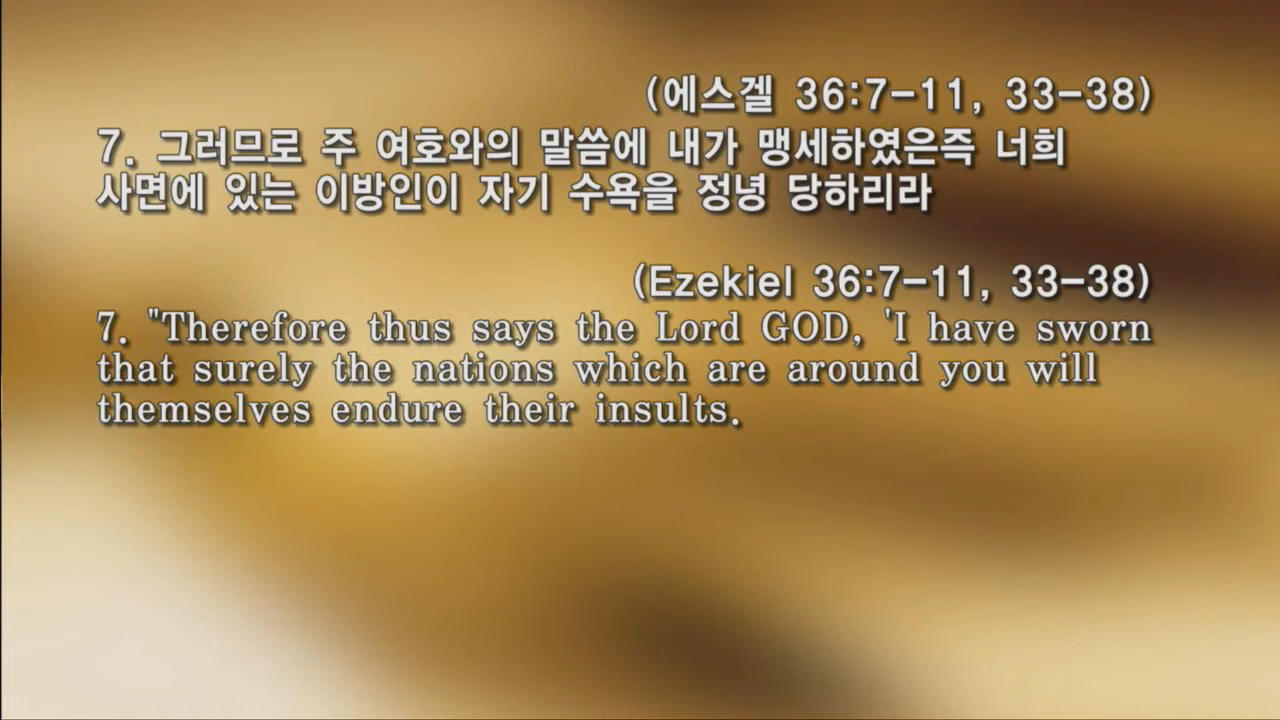 (에스겔 36:7-11, 33-38)
7. 그러므로 주 여호와의 말씀에 내가 맹세하였은즉 너희
사면에 있는 이방인이 자기 수욕을 정녕 당하리라
(Ezekiel 36:7-11, 33-38)
7. "Therefore thus says the Lord GOD, 'I have sworn
that surely the nations which are around you will
themselves endure their insults.